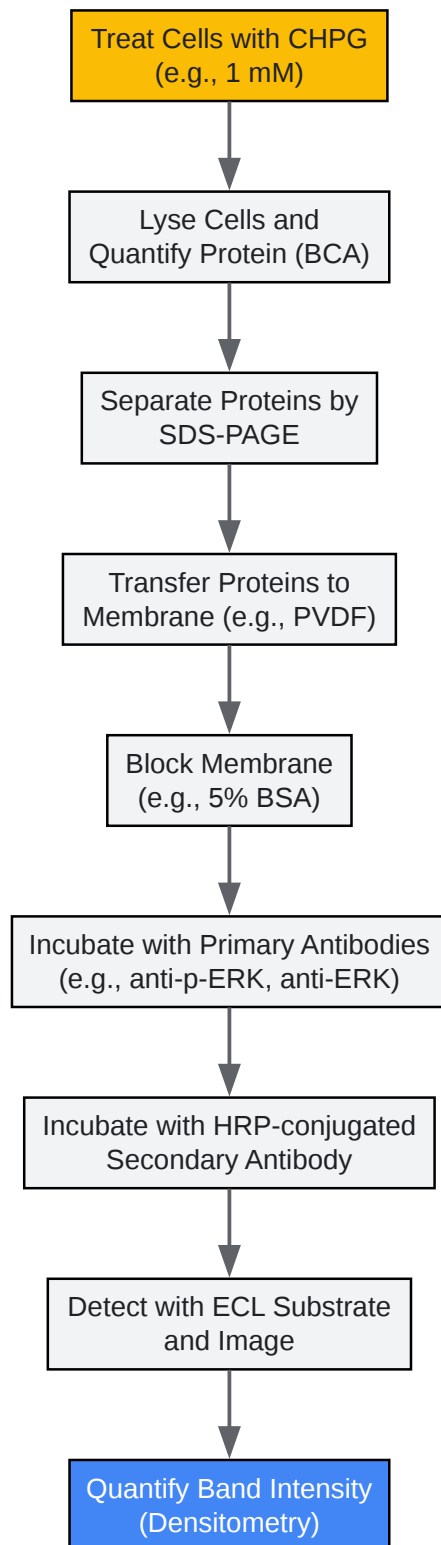 Treat Cells with CHPG
(e.g., 1 mM)
Lyse Cells and
Quantify Protein (BCA)
Separate Proteins by
SDS-PAGE
Transfer Proteins to
Membrane (e.g., PVDF)
Block Membrane
(e.g., 5% BSA)
Incubate with Primary Antibodies
(e.g., anti-p-ERK, anti-ERK)
Incubate with HRP-conjugated
Secondary Antibody
Detect with ECL Substrate
and Image
Quantify Band Intensity
(Densitometry)